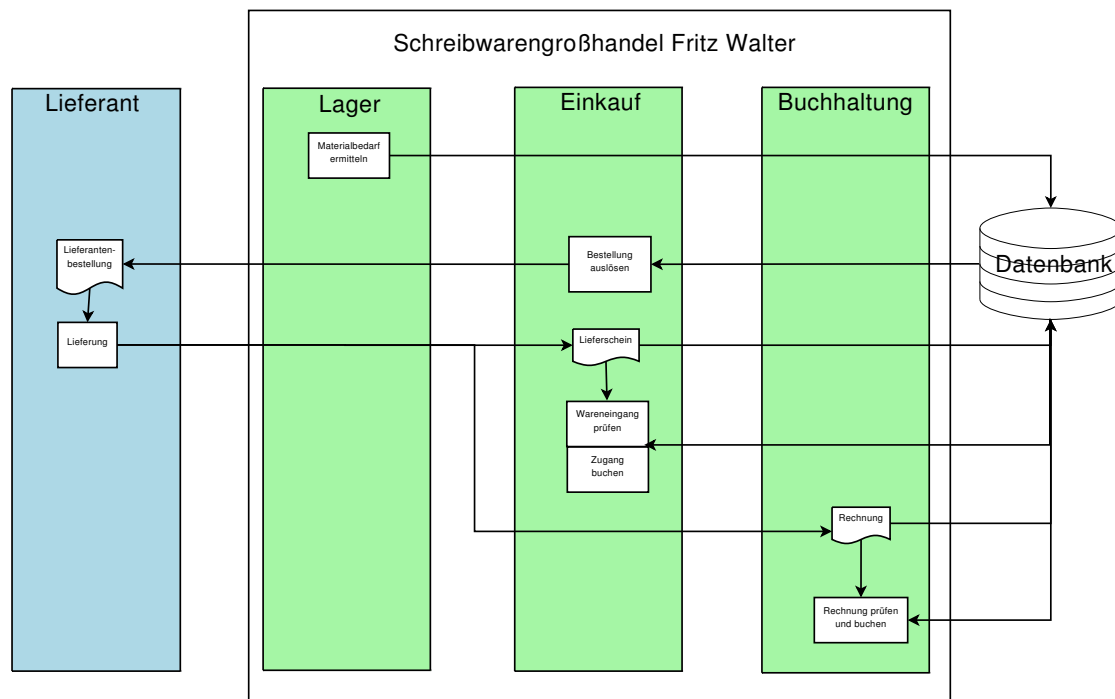 Schreibwarengroßhandel Fritz Walter
Lieferant
Lager
Einkauf
Buchhaltung
Materialbedarf
ermitteln
Lieferanten-
bestellung
Bestellung
auslösen
Datenbank
Lieferung
Lieferschein
Wareneingang
prüfen
Zugang
buchen
Rechnung
Rechnung prüfen
und buchen